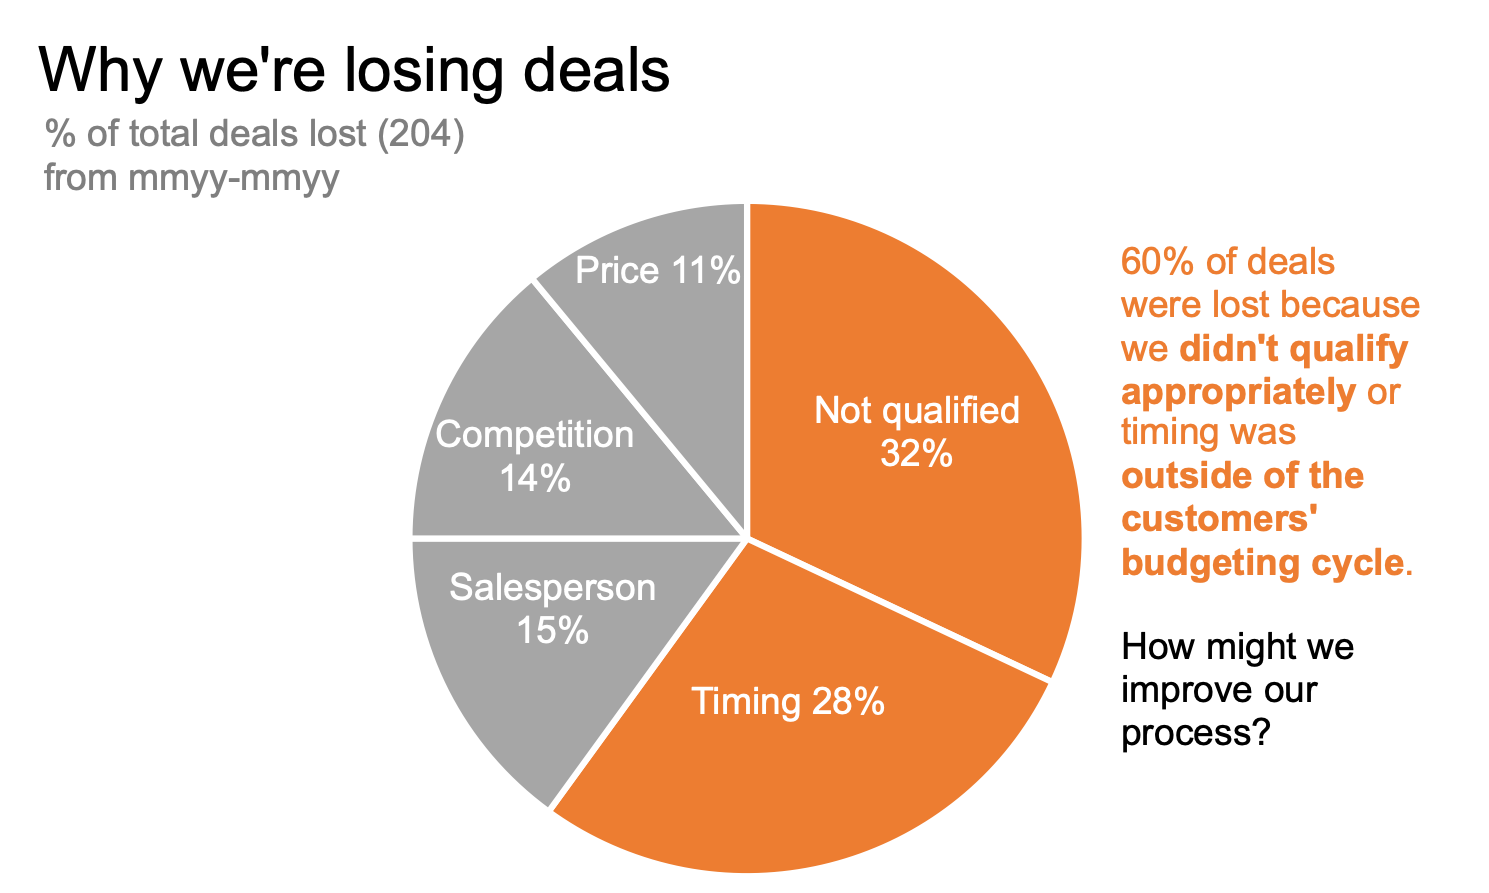 Why we're losing deals
% of total deals lost (204)
from mmyy-mmyy
Price 11%
Competition
14%
Salesperson
15%
Not qualified
32%
Timing 28%
60% of deals
were lost because
we didn't qualify
appropriately or
timing was
outside of the
customers'
budgeting cycle.
How might we
improve our
process?